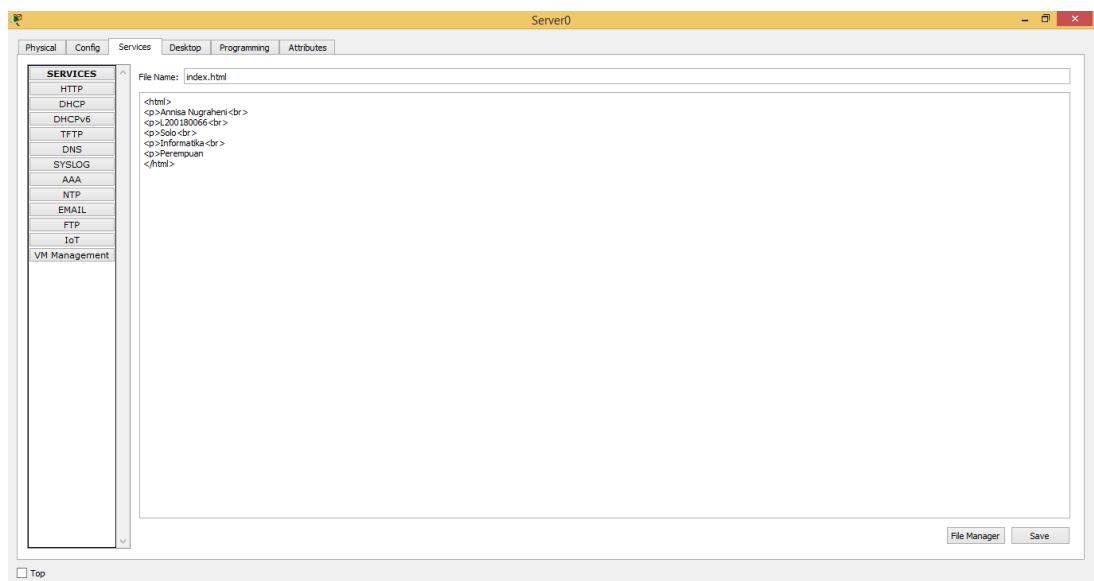 Server0
Physical Config Services Desktop Programming Attributes
SERVICES
HTTP
DHCP
DHCPv6
TFTP
DNS
SYSLOG
AAA
NTP
EMAIL
FTP
IoT
VM Management
File Name: index.html
<html>
<p>Annisa Nugraheni<br>
<p>L200180066<br>
<p>Solo<br>
<p>Informatika<br>
<p>Perempuan
</html>
File Manager Save
Top